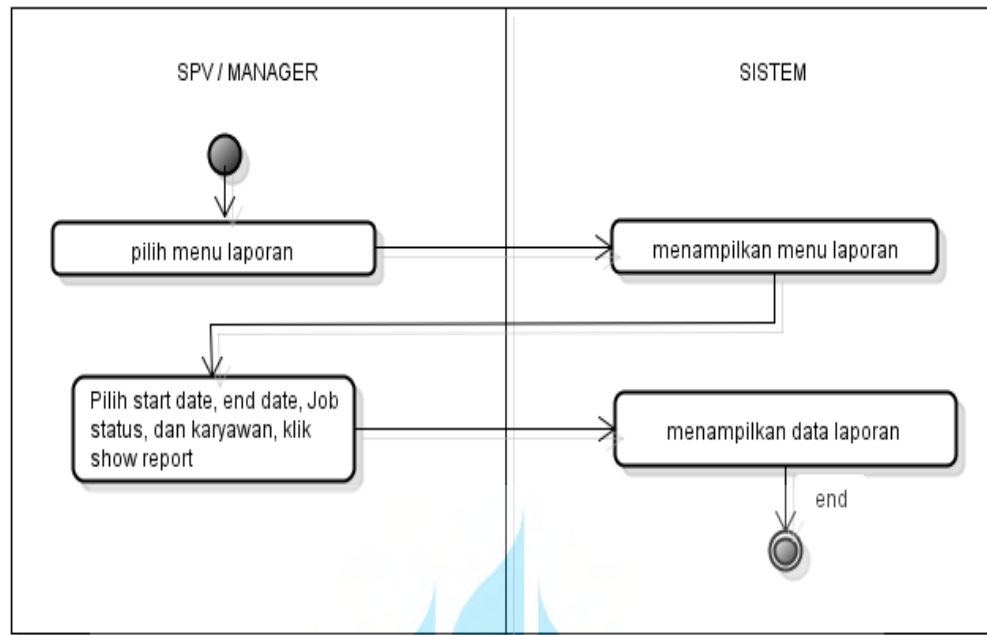 SPV / MANAGER
SISTEM
pilih menu laporan
menampilkan menu laporan
Pilih start date, end date, Job
status, dan karyawan, klik
show report
menampilkan data laporan
end